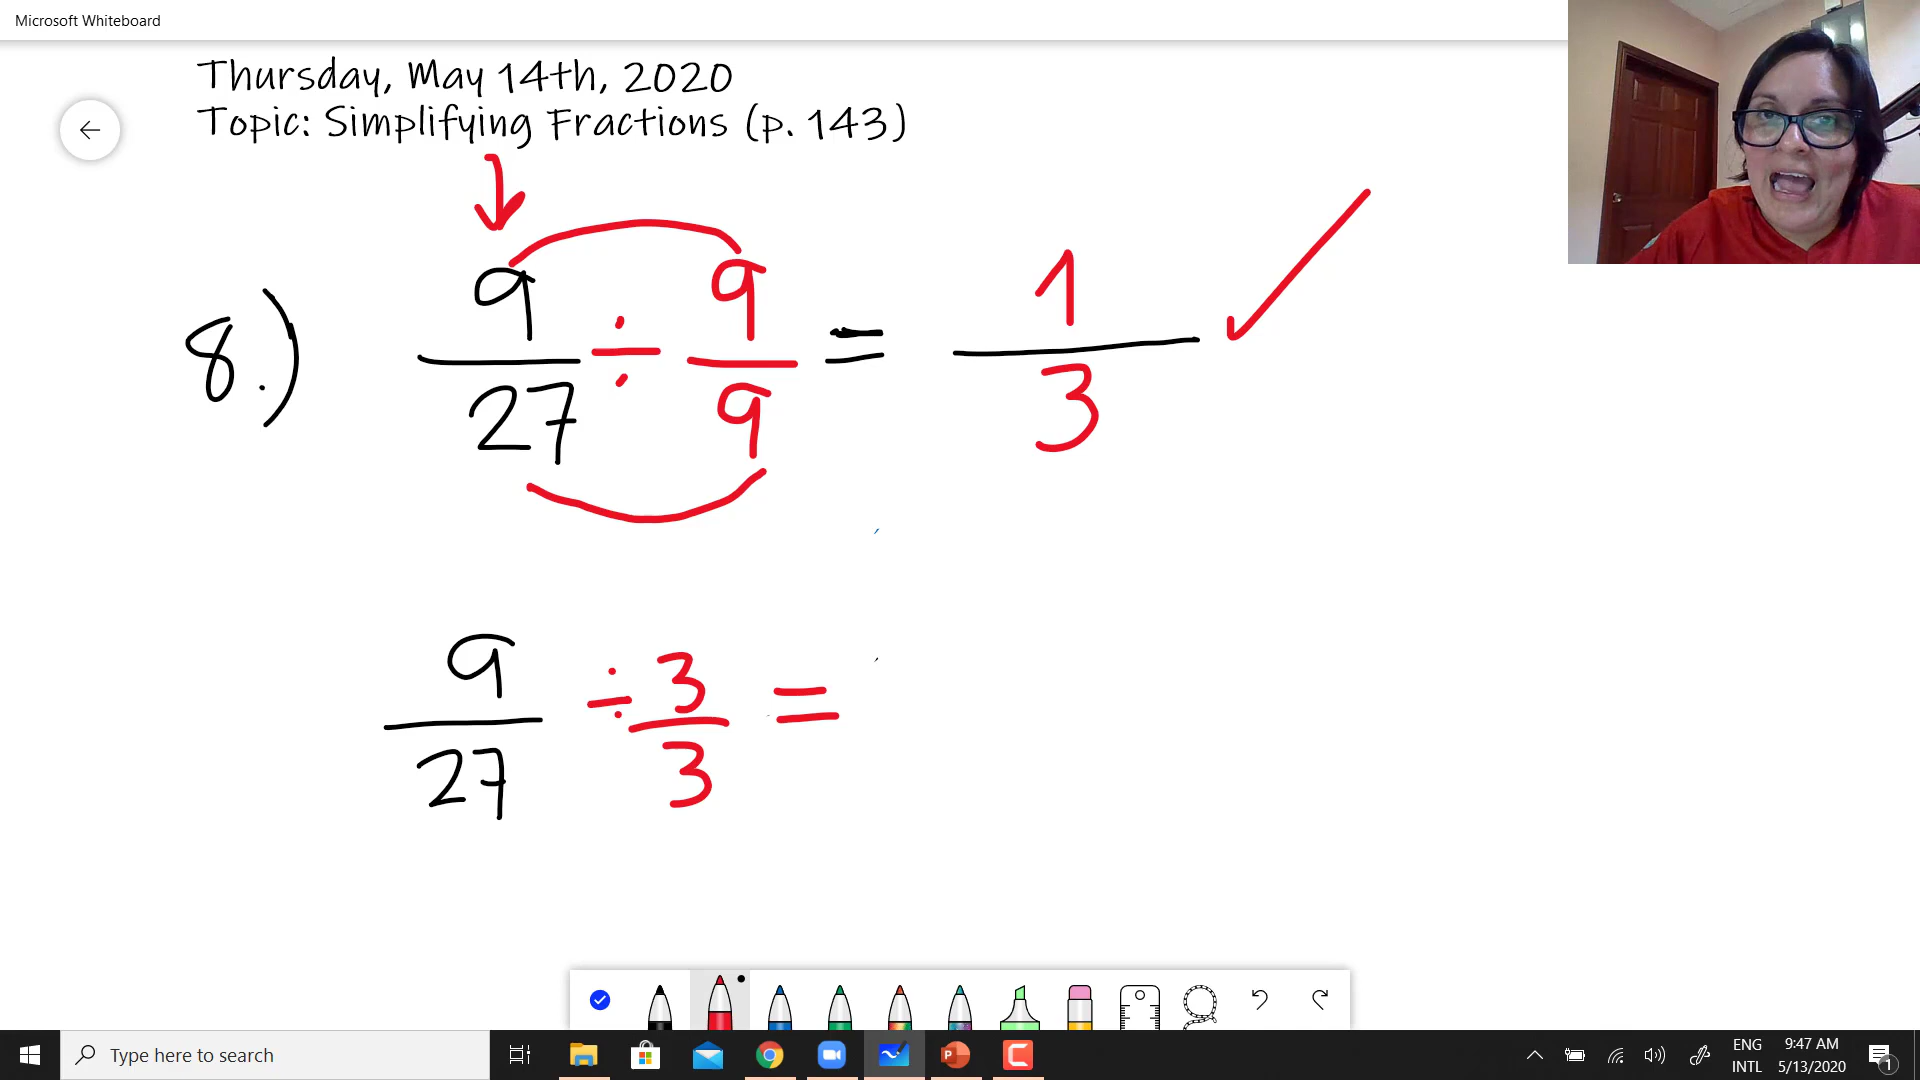 Microsoft Whiteboard
Thursday, May 14th, 2020
Topic: Simplifying Fractions (p. 143)
8.) 9/27 ÷ 9/9 = 1/3
9/27 ÷ 3/3 =
Type here to search
ENG
INTL
9:47 AM
5/13/2020
1